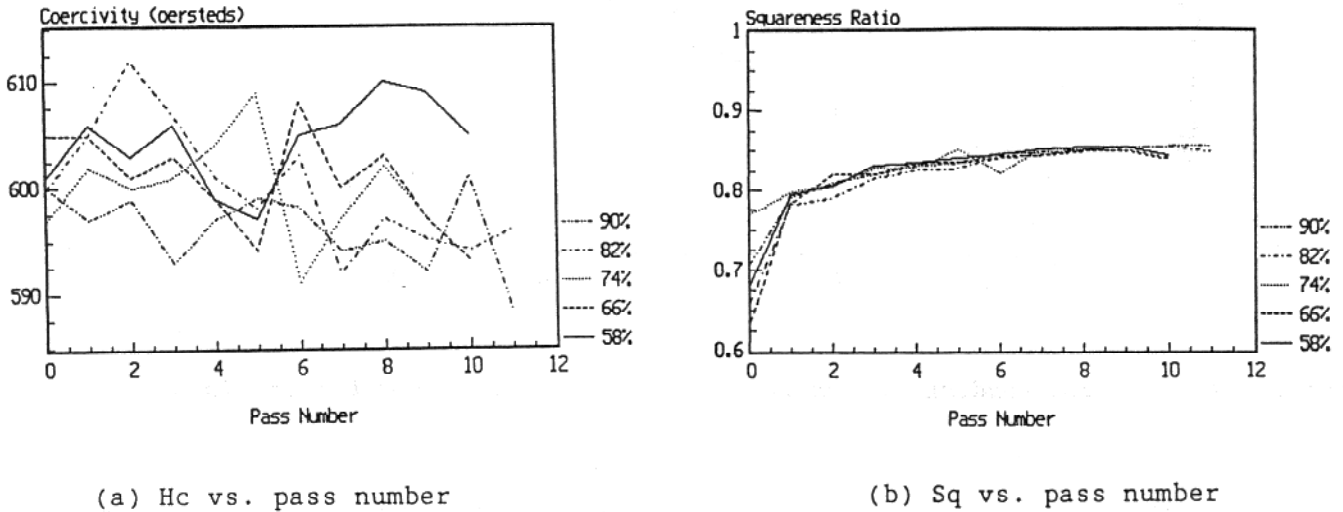 Coercivity (oersteds)
610
600
590
0 2 4 6 8 10 12
Pass Number
90%
82%
74%
66%
58%
(a) Hc vs. pass number
Squareness Ratio
1
0.9
0.8
0.7
0.6
0 2 4 6 8 10 12
Pass Number
90%
82%
74%
66%
58%
(b) Sq vs. pass number